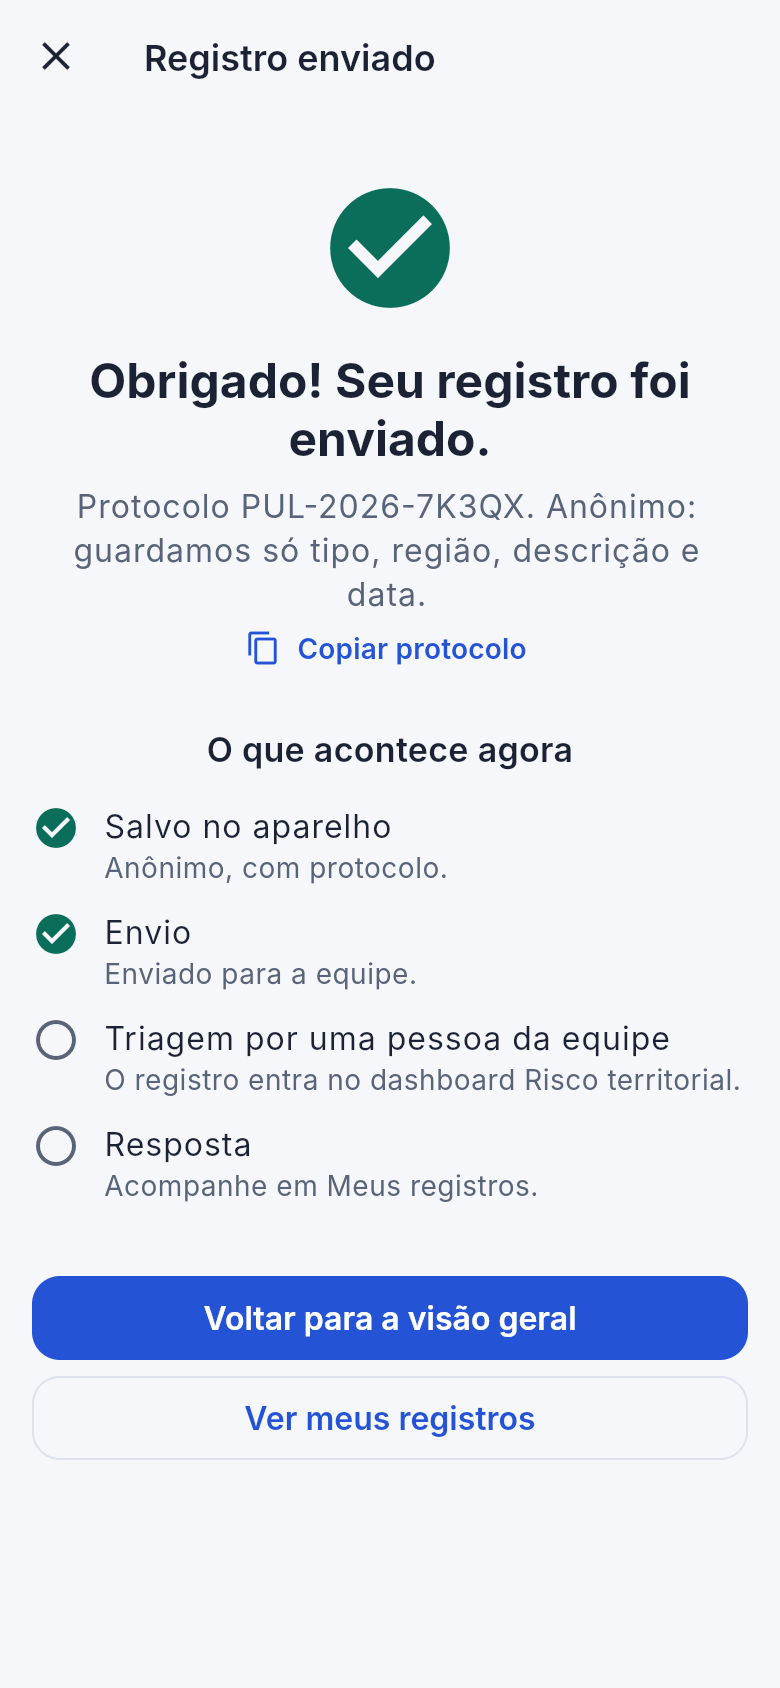 Registro enviado
Obrigado! Seu registro foi
enviado.
Protocolo PUL-2026-7K3QX. Anônimo:
guardamos só tipo, região, descrição e
data.
Copiar protocolo
O que acontece agora
Salvo no aparelho
Anônimo, com protocolo.
Envio
Enviado para a equipe.
Triagem por uma pessoa da equipe
O registro entra no dashboard Risco territorial.
Resposta
Acompanhe em Meus registros.
Voltar para a visão geral
Ver meus registros